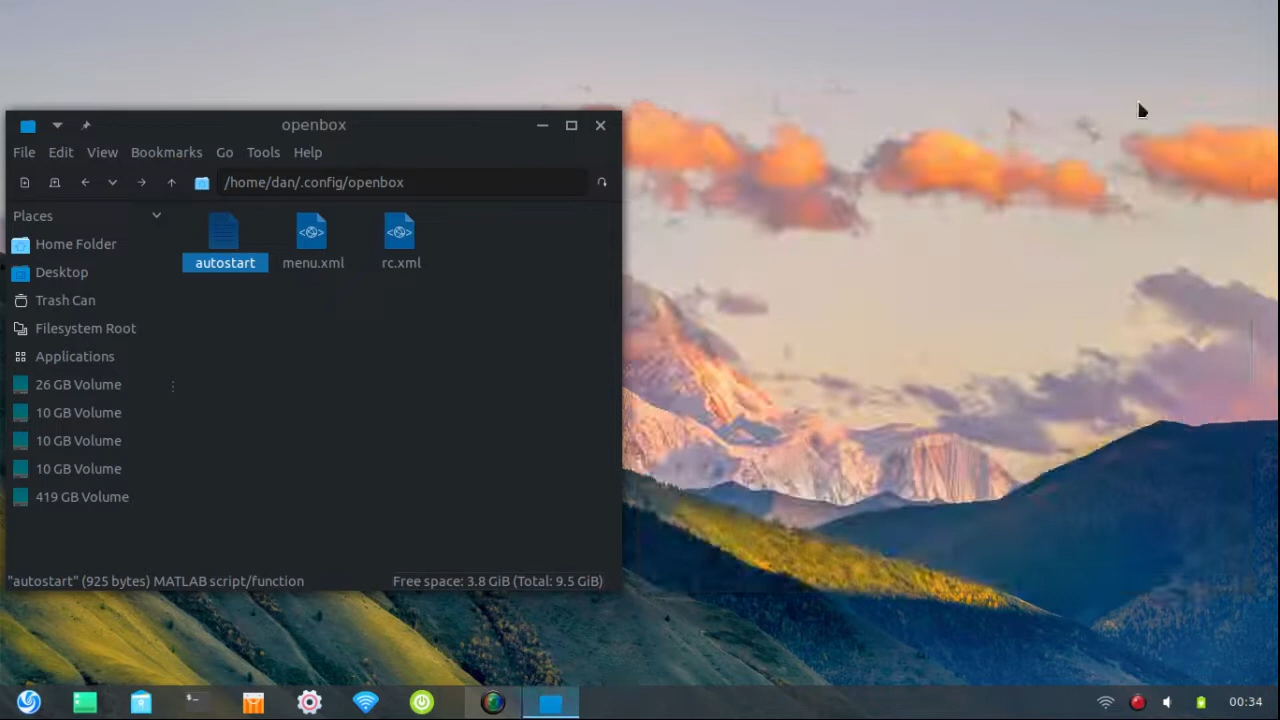 openbox
File Edit View Bookmarks Go Tools Help
/home/dan/.config/openbox
Places
Home Folder
Desktop
Trash Can
Filesystem Root
Applications
26 GB Volume
10 GB Volume
10 GB Volume
10 GB Volume
419 GB Volume
autostart menu.xml rc.xml
"autostart" (925 bytes) MATLAB script/function Free space: 3.8 GiB (Total: 9.5 GiB)
00:34